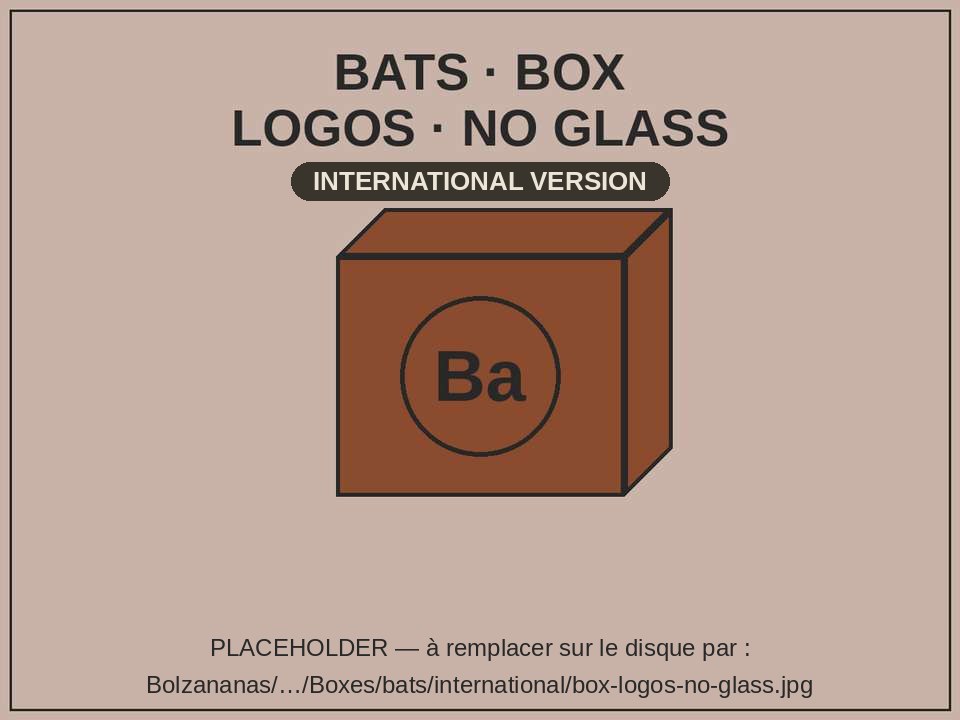 BATS · BOX
LOGOS · NO GLASS
INTERNATIONAL VERSION
Ba
PLACEHOLDER — à remplacer sur le disque par :
Bolzananas/…/Boxes/bats/international/box-logos-no-glass.jpg